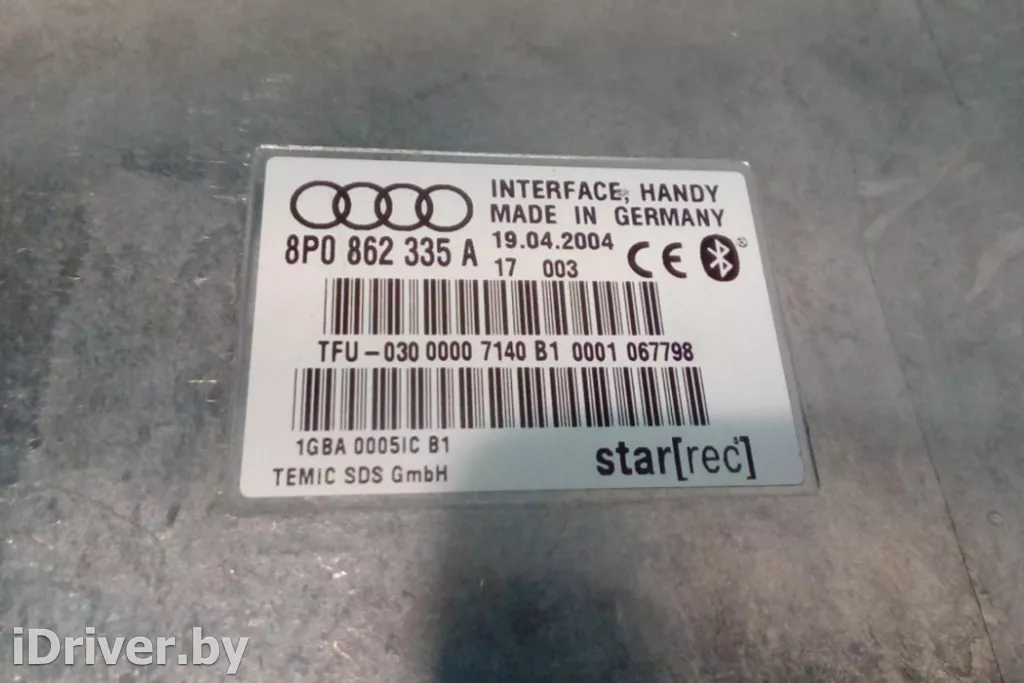 INTERFACE, HANDY
MADE IN GERMANY
8P0 862 335 A
19.04.2004
17 003
CE
®
TFU-030 0000 7140 B1 0001 067798
1GBA 0005IC B1
TEMIC SDS GmbH
star[rec]
iDriver.by